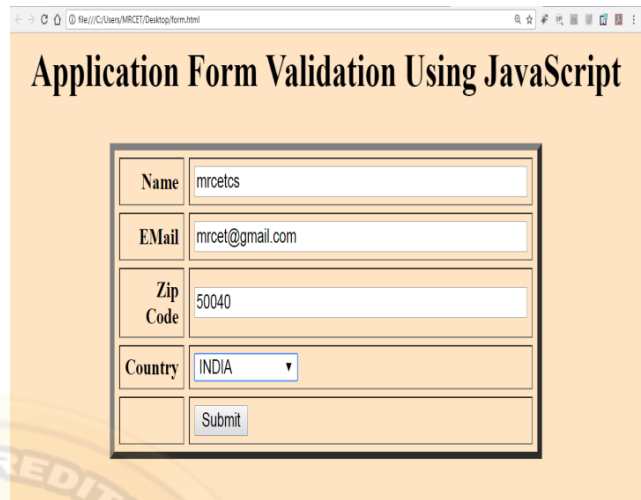 file:///C:/Users/MRCET/Desktop/form.html
Application Form Validation Using JavaScript
Name mrcetcs
EMail mrcet@gmail.com
Zip
Code 50040
Country INDIA
Submit